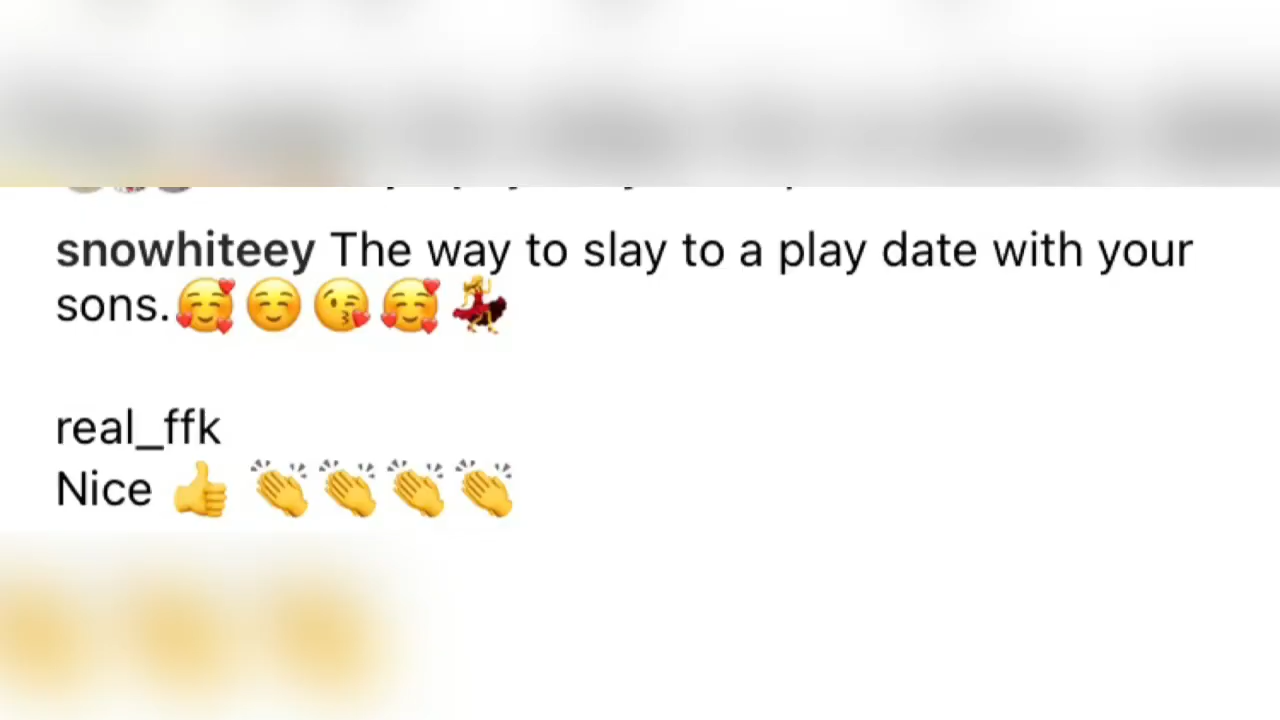 snowhiteey The way to slay to a play date with your
sons.🥰☺️😘🥰💃
real_ffk
Nice 👍 👏👏👏👏